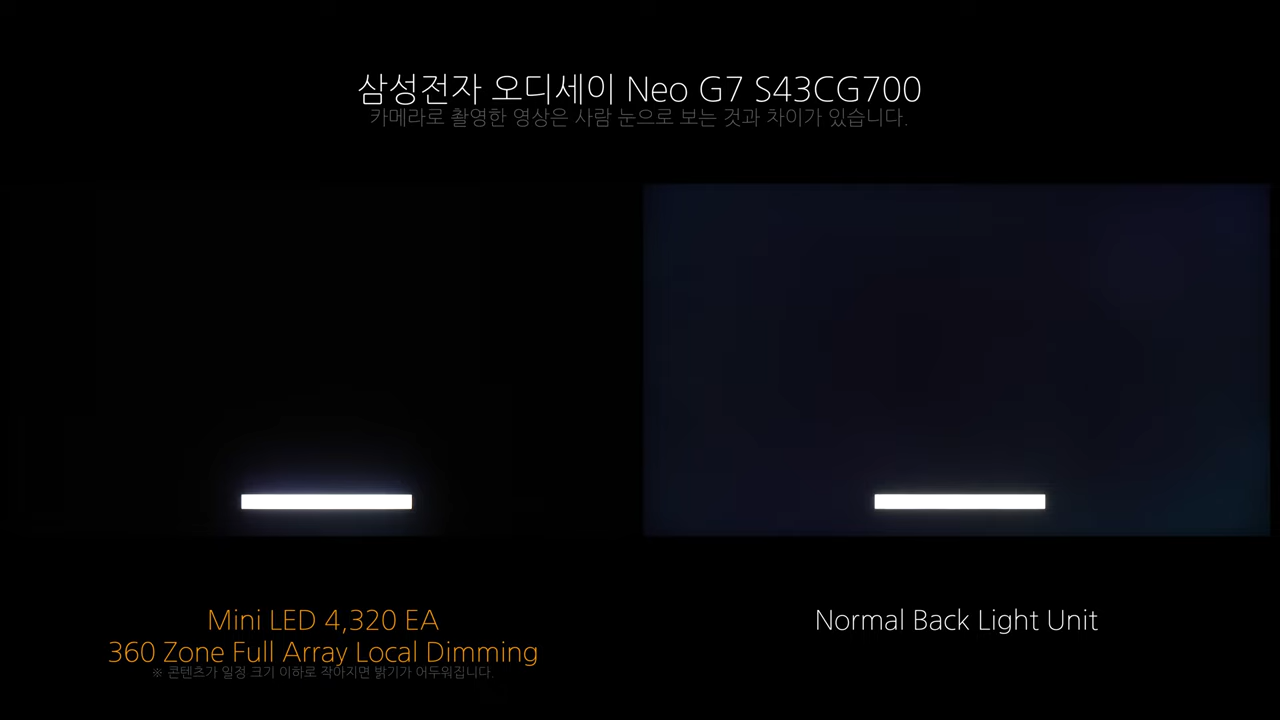 삼성전자 오디세이 Neo G7 S43CG700
카메라로 촬영한 영상은 사람 눈으로 보는 것과 차이가 있습니다.
Mini LED 4,320 EA
360 Zone Full Array Local Dimming
※ 콘텐츠가 일정 크기 이하로 작아지면 밝기가 어두워집니다.
Normal Back Light Unit